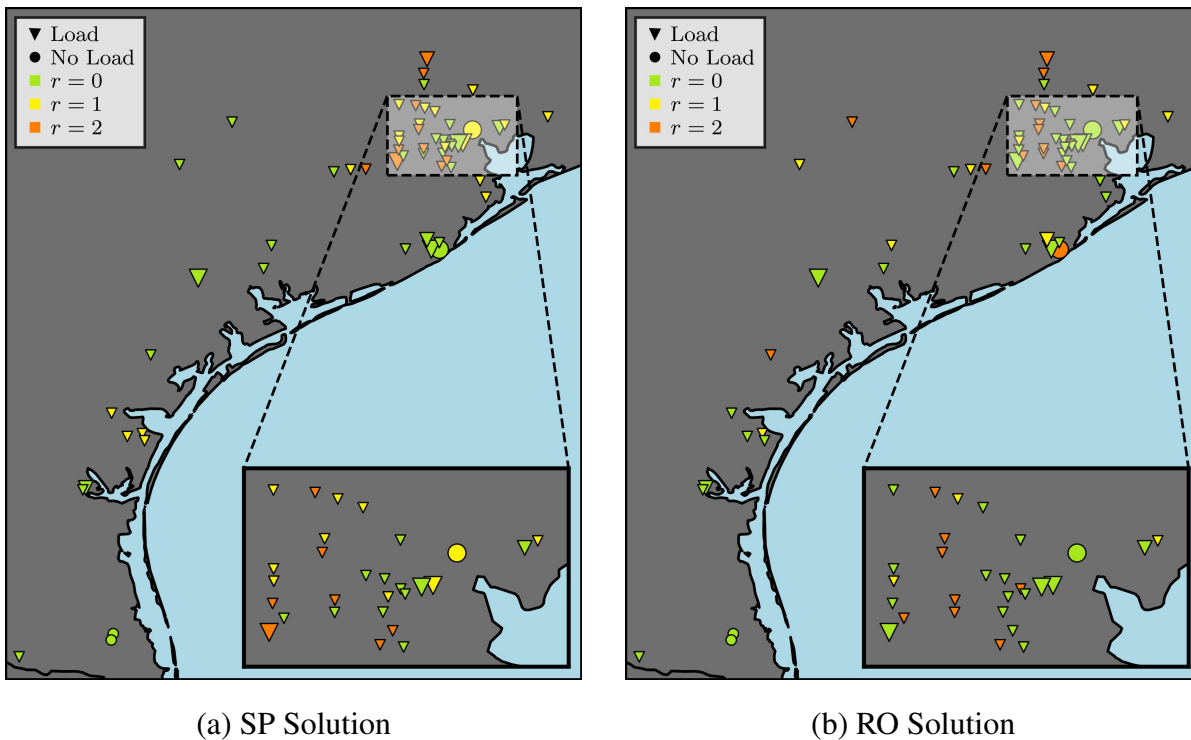 Load
No Load
r = 0
r = 1
r = 2
Load
No Load
r = 0
r = 1
r = 2
(a) SP Solution
(b) RO Solution